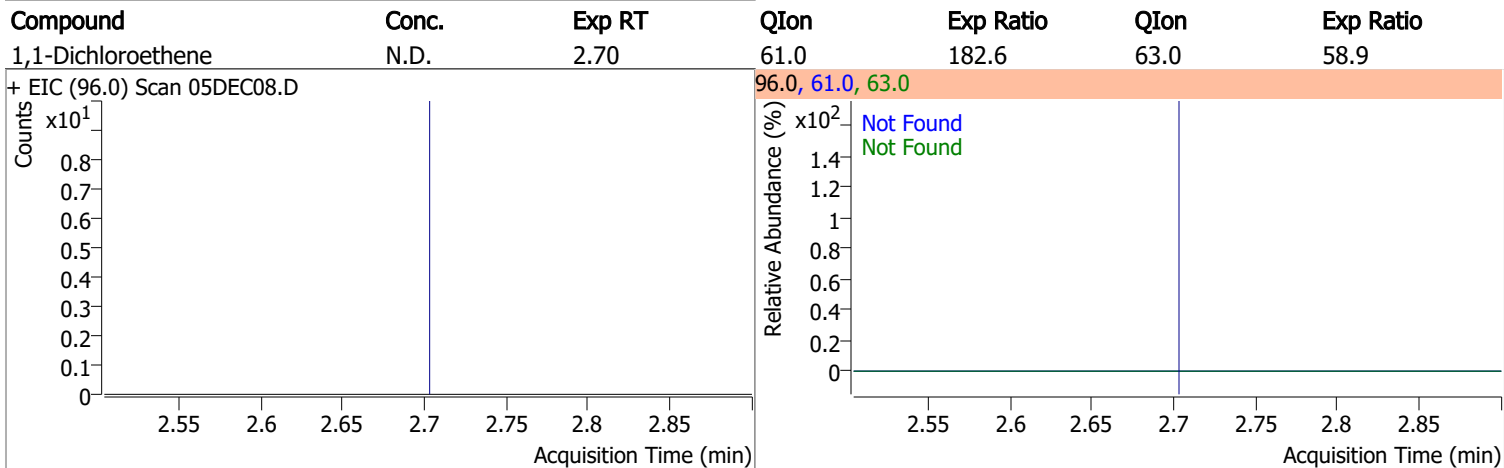 Compound Conc. Exp RT QIon Exp Ratio QIon Exp Ratio
1,1-Dichloroethene N.D. 2.70 61.0 182.6 63.0 58.9
+ EIC (96.0) Scan 05DEC08.D
Counts
x10¹
0.8
0.7
0.6
0.5
0.4
0.3
0.2
0.1
0
2.55 2.6 2.65 2.7 2.75 2.8 2.85
Acquisition Time (min)
96.0, 61.0, 63.0
Relative Abundance (%)
x10²
Not Found
Not Found
1.4
1.2
1
0.8
0.6
0.4
0.2
0
2.55 2.6 2.65 2.7 2.75 2.8 2.85
Acquisition Time (min)